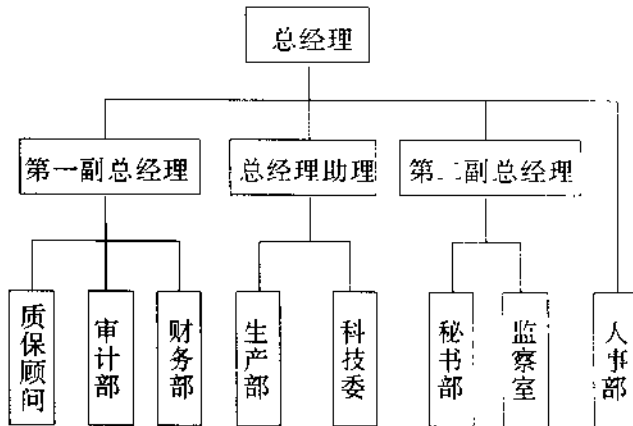 总经理
第一副总经理
总经理助理
第二副总经理
质保顾问
审计部
财务部
生产部
科技委
秘书部
监察室
人事部